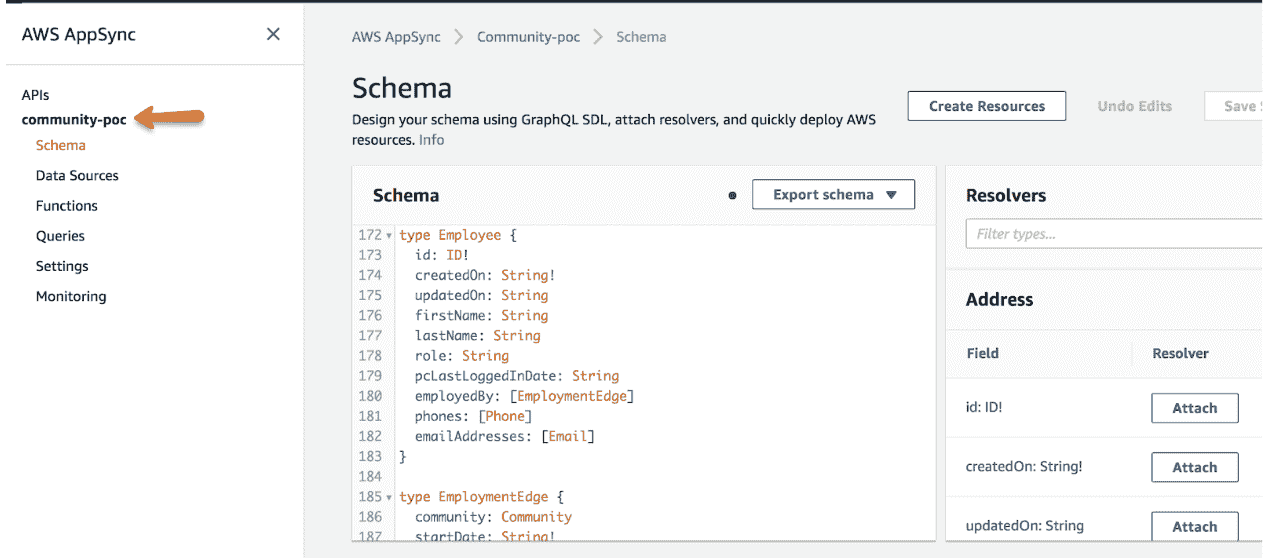 AWS AppSync
APIs
community-poc
Schema
Data Sources
Functions
Queries
Settings
Monitoring
AWS AppSync > Community-poc > Schema
Schema
Design your schema using GraphQL SDL, attach resolvers, and quickly deploy AWS
resources. Info
Create Resources
Undo Edits
Save S
Schema
Export schema
172 type Employee {
173 id: ID!
174 createdOn: String!
175 updatedOn: String
176 firstName: String
177 lastName: String
178 role: String
179 pcLastLoggedInDate: String
180 employedBy: [EmploymentEdge]
181 phones: [Phone]
182 emailAddresses: [Email]
183 }
184
185 type EmploymentEdge {
186 community: Community
187 startDate: String!
Resolvers
Filter types...
Address
Field Resolver
id: ID! Attach
createdOn: String! Attach
updatedOn: String Attach